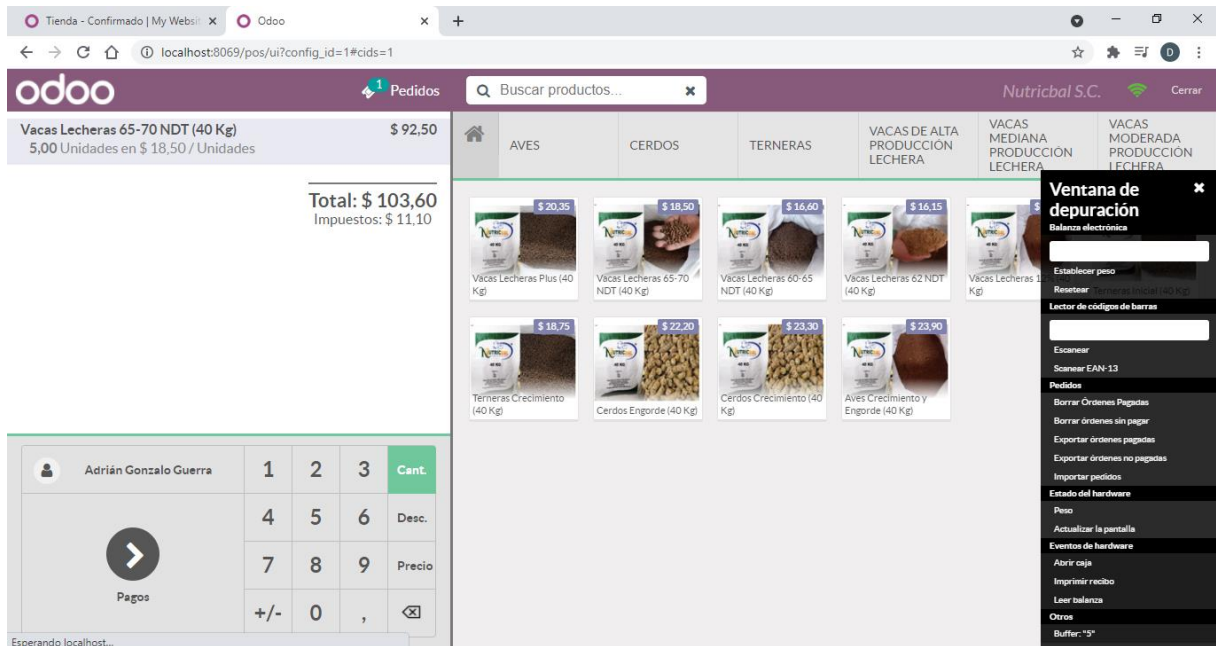 Tienda - Confirmado | My Websit
Odoo
localhost:8069/pos/ui?config_id=1#cids=1
D
odoo
1 Pedidos
Buscar productos...
Nutricbal S.C.
Cerrar
Vacas Lecheras 65-70 NDT (40 Kg) $ 92,50
5,00 Unidades en $ 18,50 / Unidades
Total: $ 103,60
Impuestos: $ 11,10
AVES
CERDOS
TERNERAS
VACAS DE ALTA
PRODUCCIÓN
LECHERA
VACAS
MEDIANA
PRODUCCIÓN
LECHERA
VACAS
MODERADA
PRODUCCIÓN
LECHERA
$ 20,35
Vacas Lecheras Plus (40
Kg)
$ 18,50
Vacas Lecheras 65-70
NDT (40 Kg)
$ 16,60
Vacas Lecheras 60-65
NDT (40 Kg)
$ 16,15
Vacas Lecheras 62 NDT
(40 Kg)
Vacas Lecheras
Kg)
Terneras Inicial (40 Kg)
$ 18,75
Terneras Crecimiento
(40 Kg)
$ 22,20
Cerdos Engorde (40 Kg)
$ 23,30
Cerdos Crecimiento (40
Kg)
$ 23,90
Aves Crecimiento y
Engorde (40 Kg)
Ventana de
depuración
Balanza electrónica
Establecer peso
Resetear
Lector de códigos de barras
Escanear
Scanear EAN-13
Pedidos
Borrar Órdenes Pagadas
Borrar órdenes sin pagar
Exportar órdenes pagadas
Exportar órdenes no pagadas
Importar pedidos
Estado del hardware
Peso
Actualizar la pantalla
Eventos de hardware
Abrir caja
Imprimir recibo
Leer balanza
Otros
Buffer: "5"
Adrián Gonzalo Guerra
Pagos
1 2 3 Cant.
4 5 6 Desc.
7 8 9 Precio
+/- 0 ,
Esperando localhost...